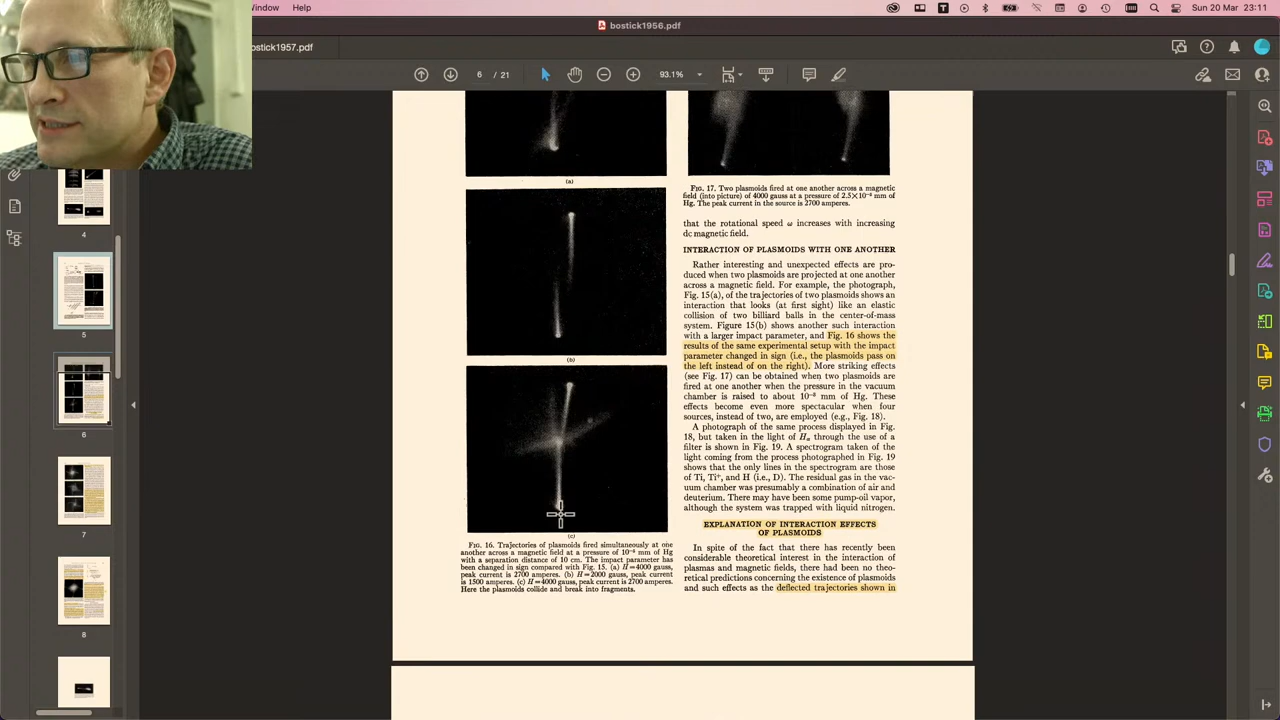 Sun 20 Mar 23:11
bostick1956.pdf
ostick1957.pdf
6 / 21
93.1%
4
5
6
7
8
(a)
(b)
(c)
FIG. 16. Trajectories of plasmoids fired simultaneously at one
another across a magnetic field at a pressure of 10⁻⁶ mm of Hg
with a separation distance of 10 cm. The impact parameter has
been changed in sign compared with Fig. 15. (a) H=4000 gauss,
peak current is 2700 amperes. (b) H=2000 gauss, peak current
is 1500 amperes. (c) H=4000 gauss, peak current is 2700 amperes.
Here the plasmoids collide and break into fragments.
FIG. 17. Two plasmoids fired at one another across a magnetic
field (into picture) of 4000 gauss at a pressure of
mm of
Hg. The peak current in the source is 2700 amperes.
that the rotational speed ω increases with increasing
dc magnetic field.
INTERACTION OF PLASMOIDS WITH ONE ANOTHER
Rather interesting and unexpected effects are pro-
duced when two plasmoids are projected at one another
across a magnetic field. For example, the photograph,
Fig. 15(a), of the trajectories of two plasmoids shows an
interaction that looks (at first sight) like an elastic
collision of two billiard balls in the center-of-mass
system. Figure 15(b) shows another such interaction
with a larger impact parameter, and Fig. 16 shows the
results of the same experimental setup with the impact
parameter changed in sign (i.e., the plasmoids pass on
the left instead of on the right). More striking effects
(see Fig. 17) can be obtained when two plasmoids are
fired at one another when the pressure in the vacuum
chamber is raised to about
mm of Hg. These
effects become even more spectacular when four
sources, instead of two, are employed (e.g., Fig. 18).
A photograph of the same process displayed in Fig.
18, but taken in the light of Hα through the use of a
filter is shown in Fig. 19. A spectrogram taken of the
light coming from the process photographed in Fig. 19
shows that the only lines in the spectrogram are those
of Ti, Ti⁺, and H (i.e., D). The residual gas in the vac-
uum chamber was presumably a combination of air and
deuterium. There may have been some pump-oil vapor,
although the system was trapped with liquid nitrogen.
EXPLANATION OF INTERACTION EFFECTS
OF PLASMOIDS
In spite of the fact that there has recently been
considerable theoretical interest in the interaction of
plasmas and magnetic fields, there had been no theo-
retical predictions concerning the existence of plasmoids
and such effects as the deflected trajectories shown in